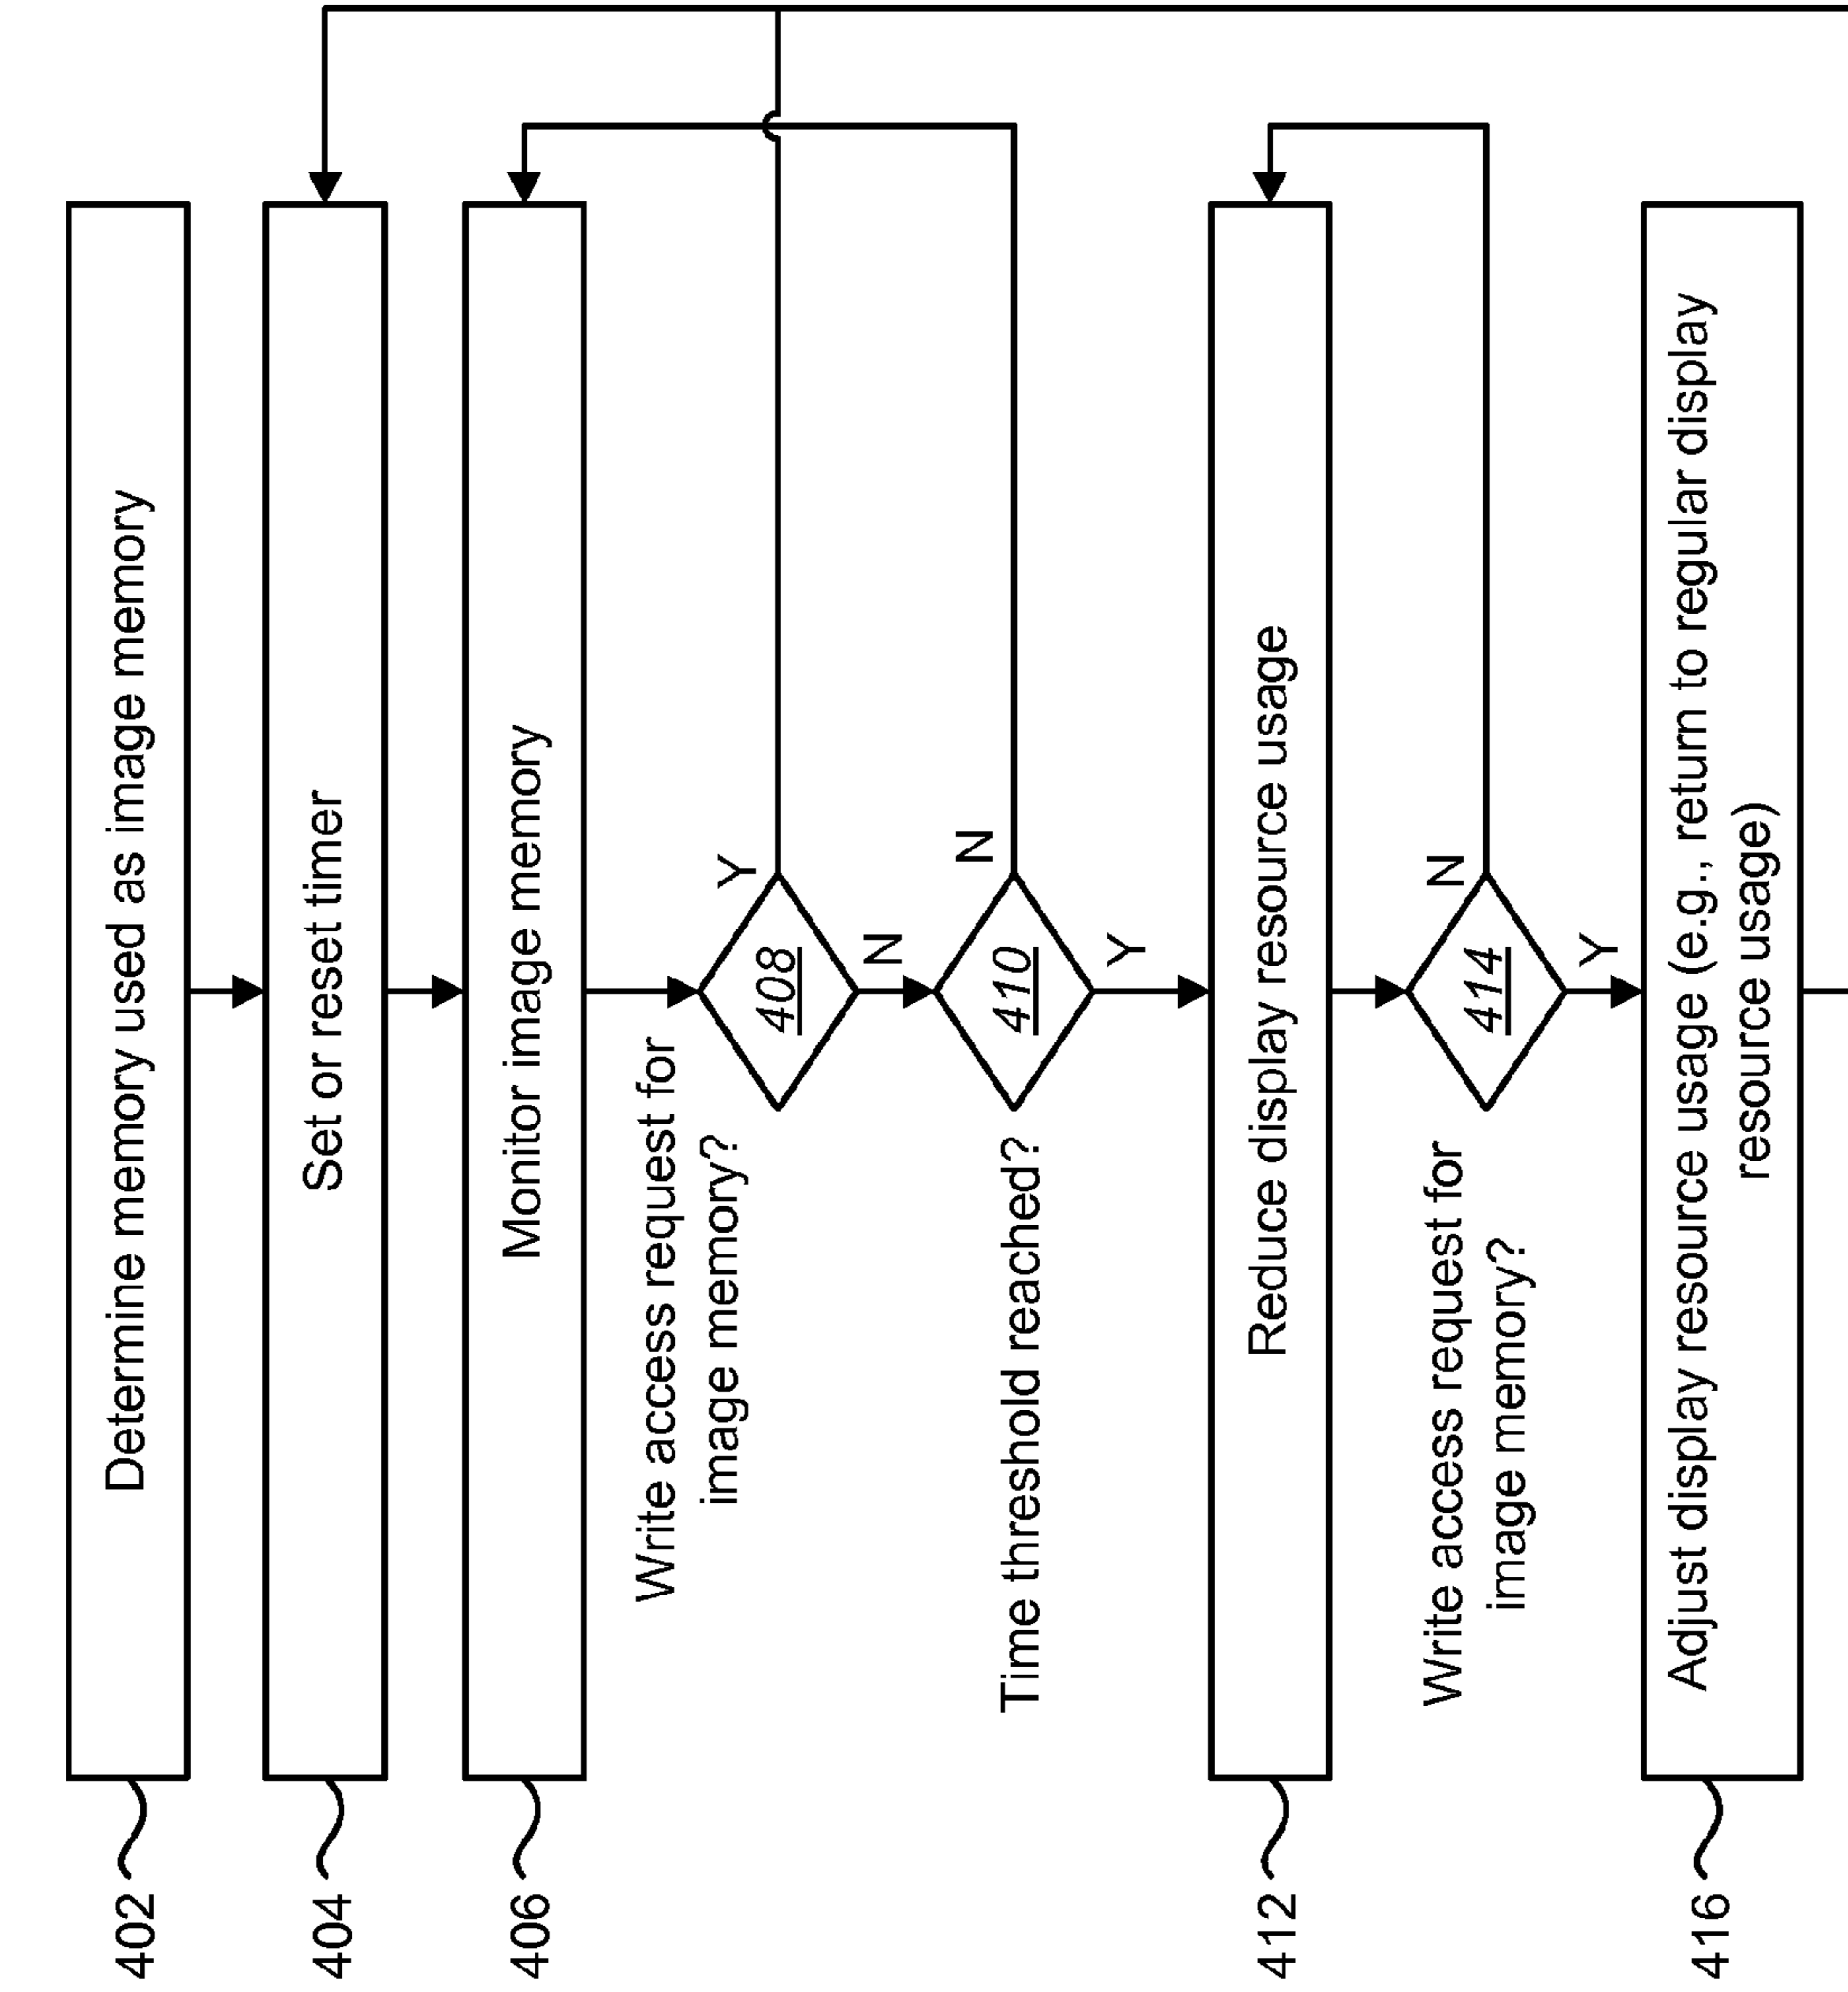 402
Determine memory used as image memory
404
Set or reset timer
406
Monitor image memory
Write access request for
image memory?
408
Y
N
Time threshold reached?
410
N
Y
412
Reduce display resource usage
Write access request for
image memory?
414
N
Y
416
Adjust display resource usage (e.g., return to regular display
resource usage)